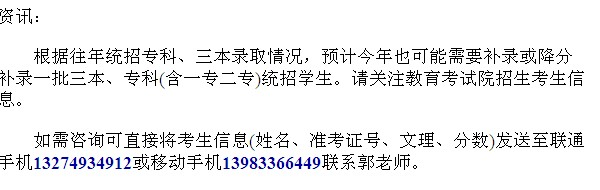 资讯：
根据往年统招专科、三本录取情况，预计今年也可能需要补录或降分
补录一批三本、专科(含一专二专)统招学生。请关注教育考试院招生考生信
息。
如需咨询可直接将考生信息(姓名、准考证号、文理、分数)发送至联通
手机13274934912或移动手机13983366449联系郭老师。